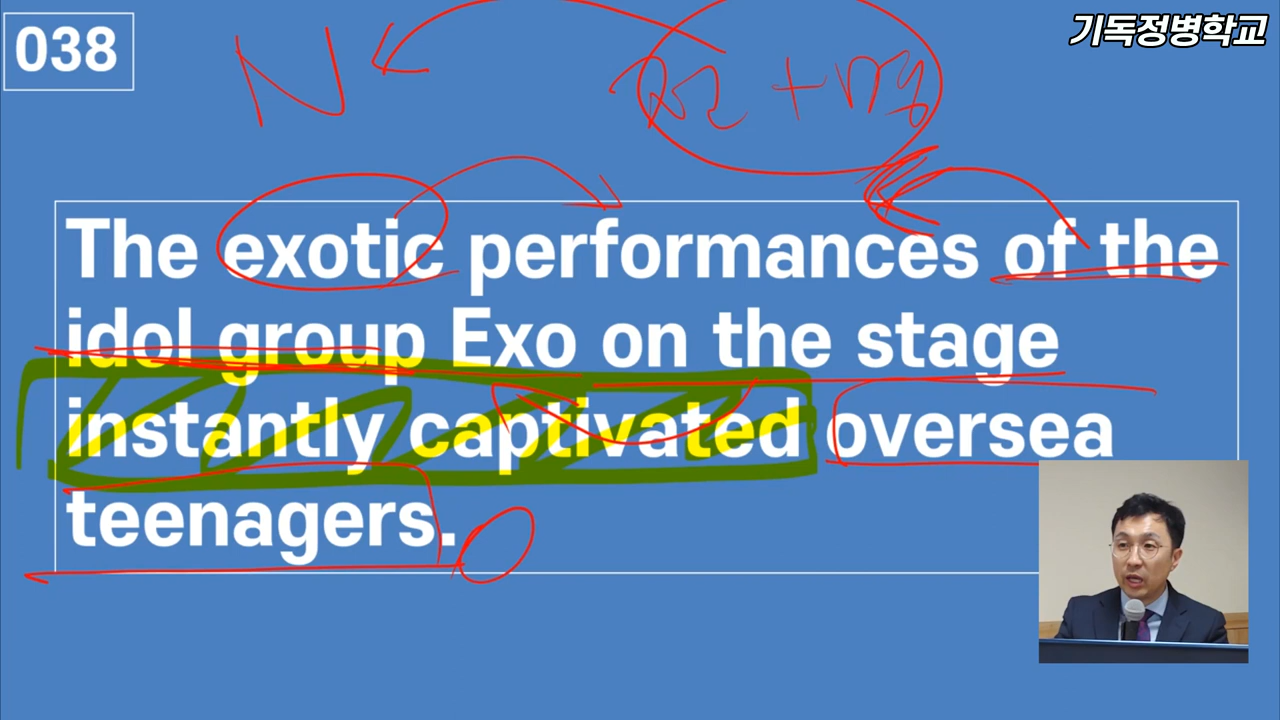 038
기독정병학교
N
The exotic performances of the
idol group Exo on the stage
instantly captivated oversea
teenagers.